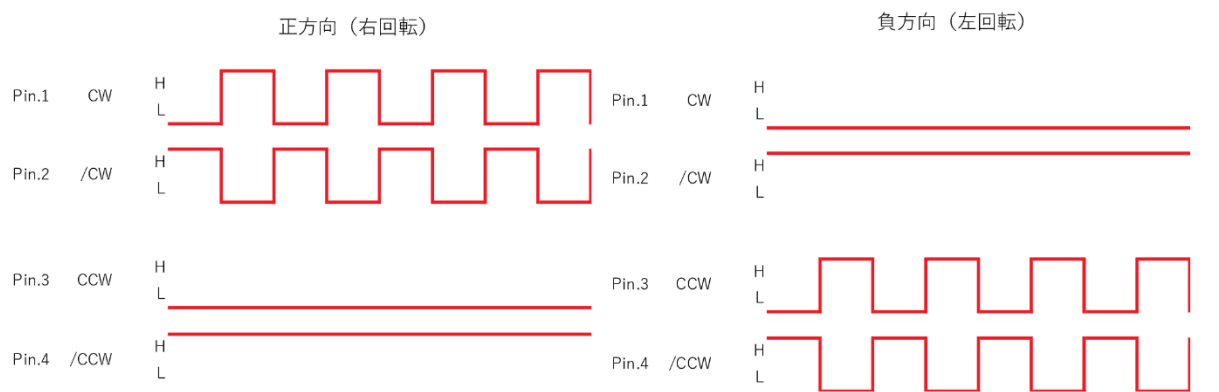 正方向（右回転）
Pin.1 CW H
L
Pin.2 /CW H
L
Pin.3 CCW H
L
Pin.4 /CCW H
L
負方向（左回転）
Pin.1 CW H
L
Pin.2 /CW H
L
Pin.3 CCW H
L
Pin.4 /CCW H
L